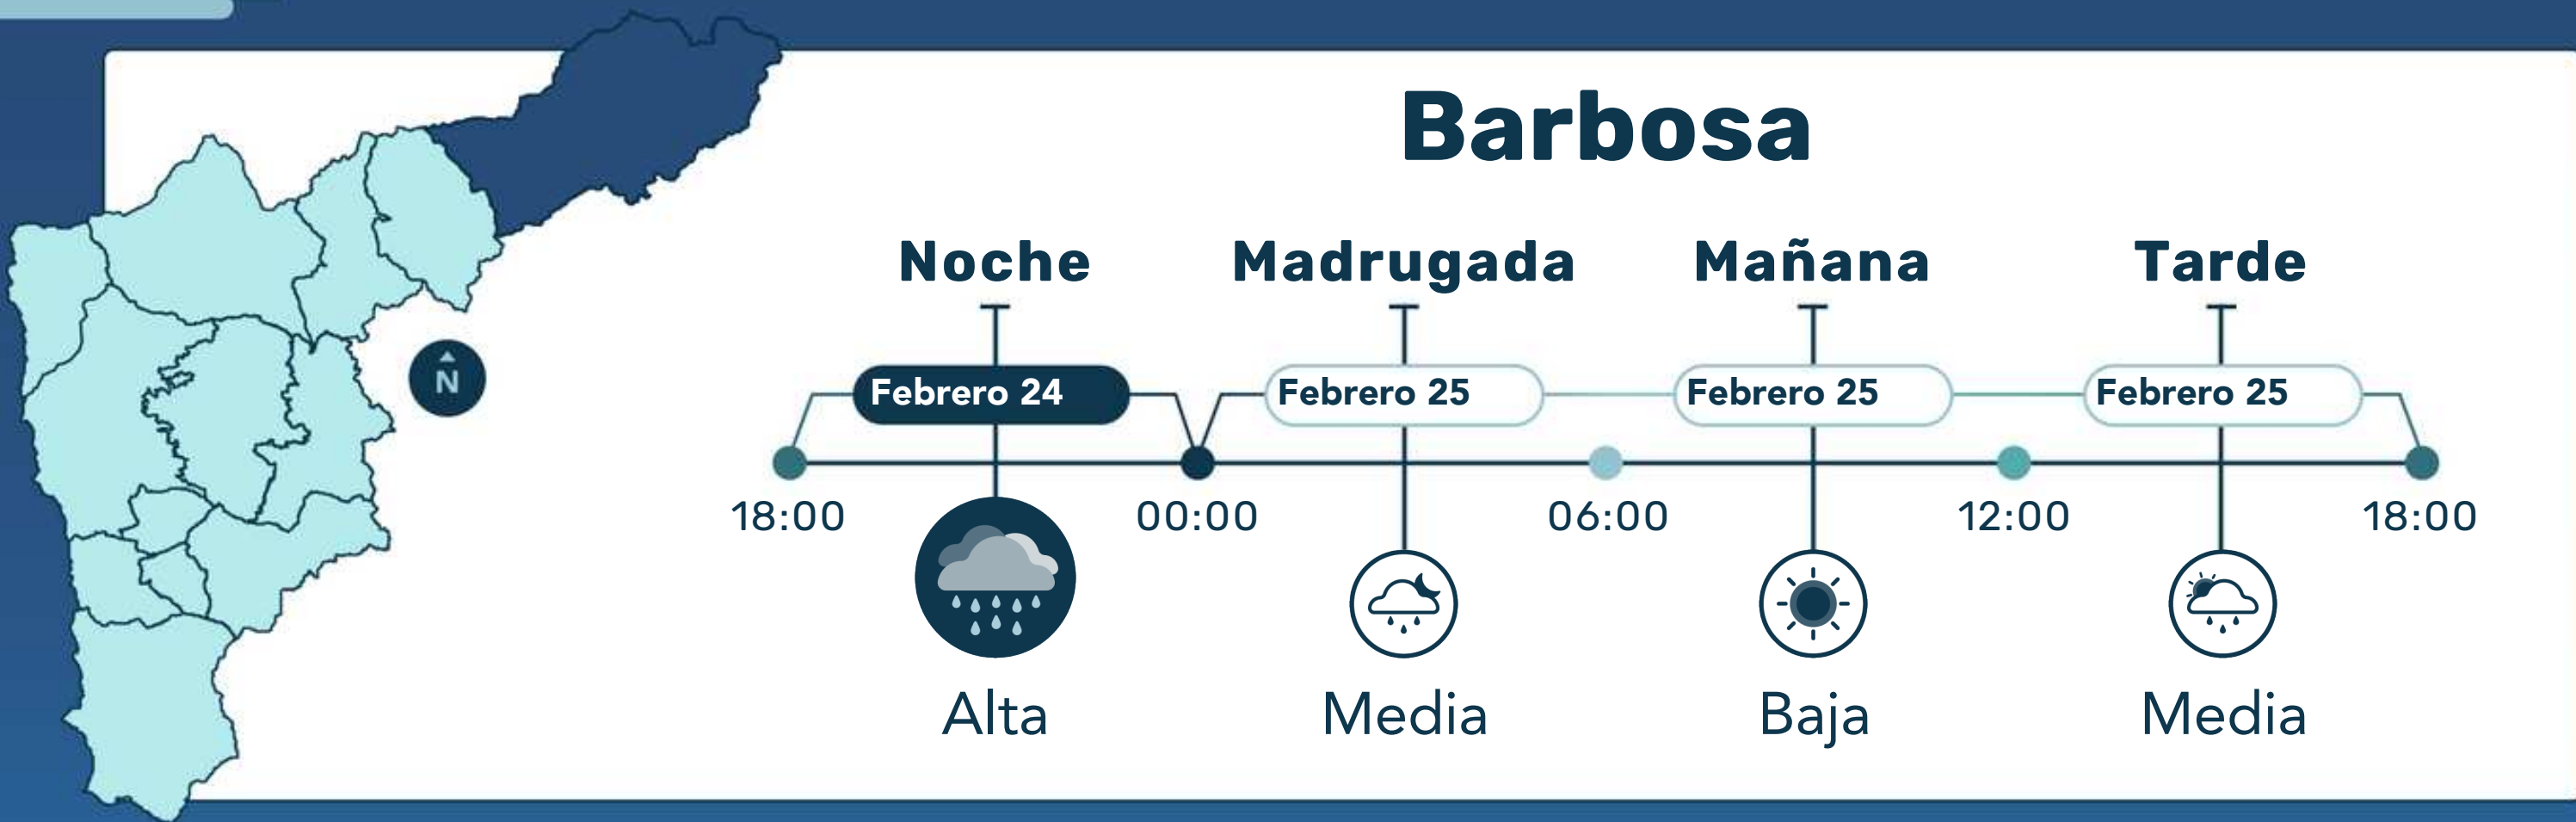 Barbosa
Noche Madrugada Mañana Tarde
Febrero 24 Febrero 25 Febrero 25 Febrero 25
N
18:00 00:00 06:00 12:00 18:00
Alta Media Baja Media